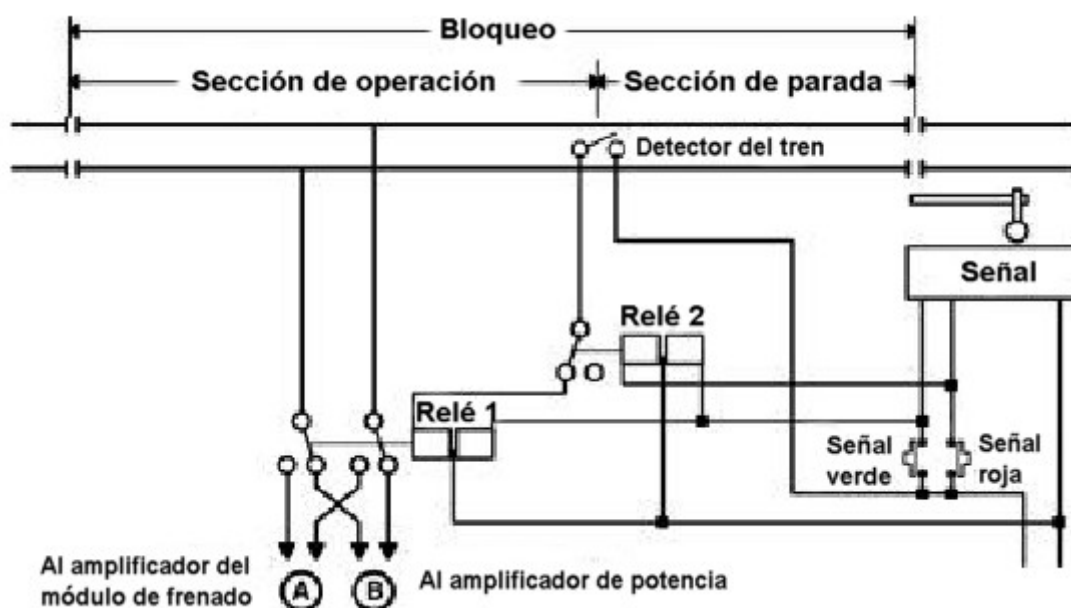 Bloqueo
Sección de operación
Sección de parada
Detector del tren
Señal
Relé 2
Relé 1
Señal
verde
Señal
roja
Al amplificador del
módulo de frenado
A
B
Al amplificador de potencia